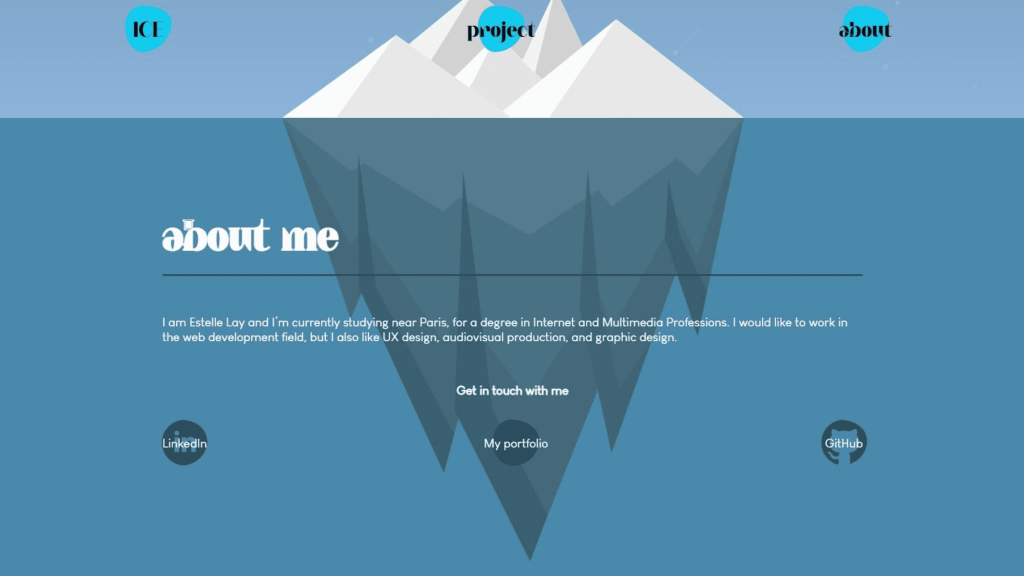 ICE
project
about
about me
I am Estelle Lay and I'm currently studying near Paris, for a degree in Internet and Multimedia Professions. I would like to work in
the web development field, but I also like UX design, audiovisual production, and graphic design.
Get in touch with me
LinkedIn
My portfolio
GitHub